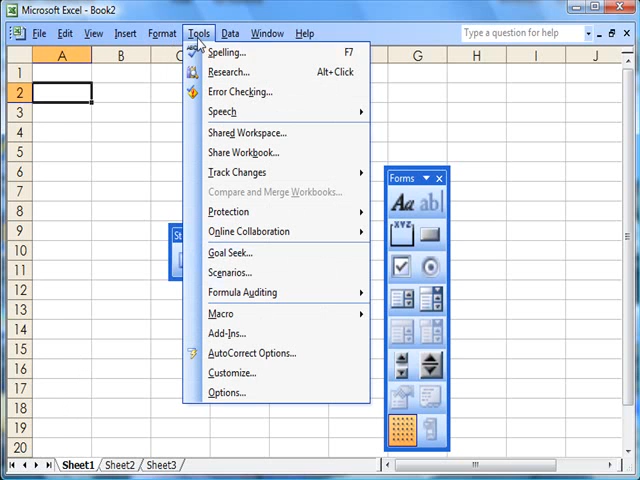 Microsoft Excel - Book2
File Edit View Insert Format Tools Data Window Help Type a question for help
A G H I J
1
2
3
4
5
6
7
8
9
10
11
12
13
14
15
16
17
18
19
20
Spelling... F7
Research... Alt+Click
Error Checking...
Speech
Shared Workspace...
Share Workbook...
Track Changes
Compare and Merge Workbooks...
Protection
Online Collaboration
Goal Seek...
Scenarios...
Formula Auditing
Macro
Add-Ins...
AutoCorrect Options...
Customize...
Options...
Forms
Aa ab
XYZ
Sheet1 Sheet2 Sheet3